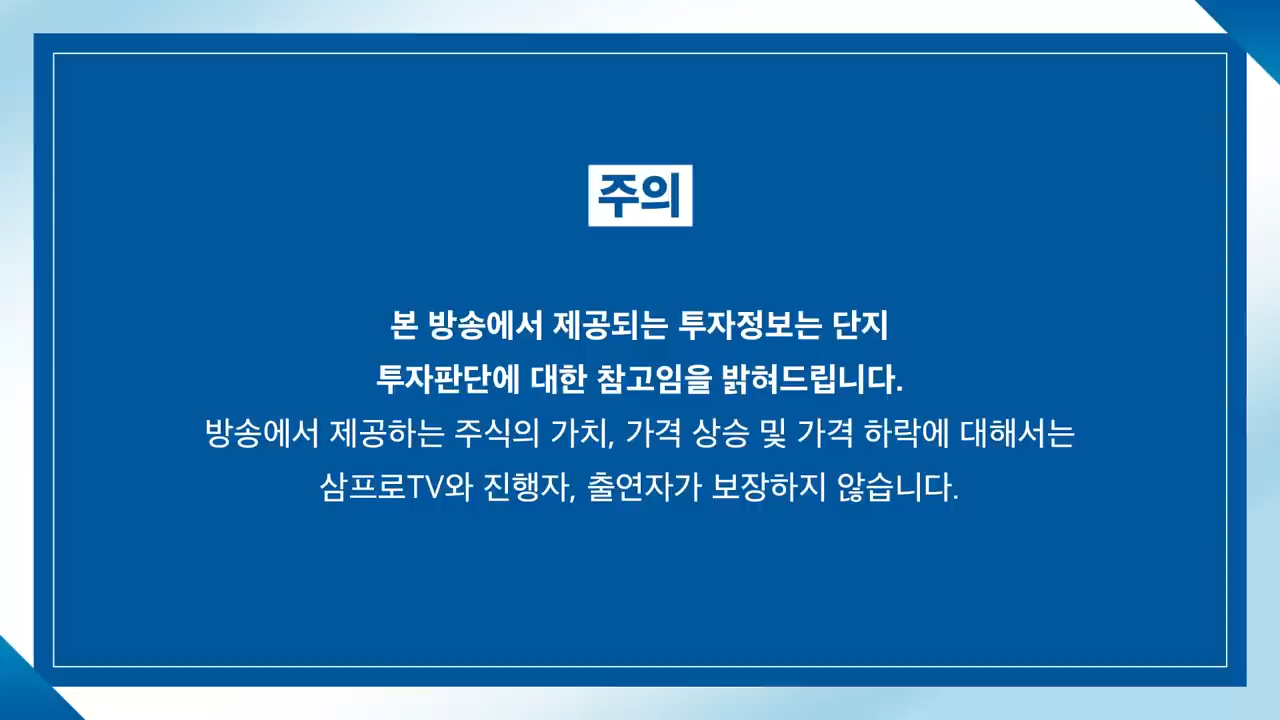 주의
본 방송에서 제공되는 투자정보는 단지
투자판단에 대한 참고임을 밝혀드립니다.
방송에서 제공하는 주식의 가치, 가격 상승 및 가격 하락에 대해서는
삼프로TV와 진행자, 출연자가 보장하지 않습니다.